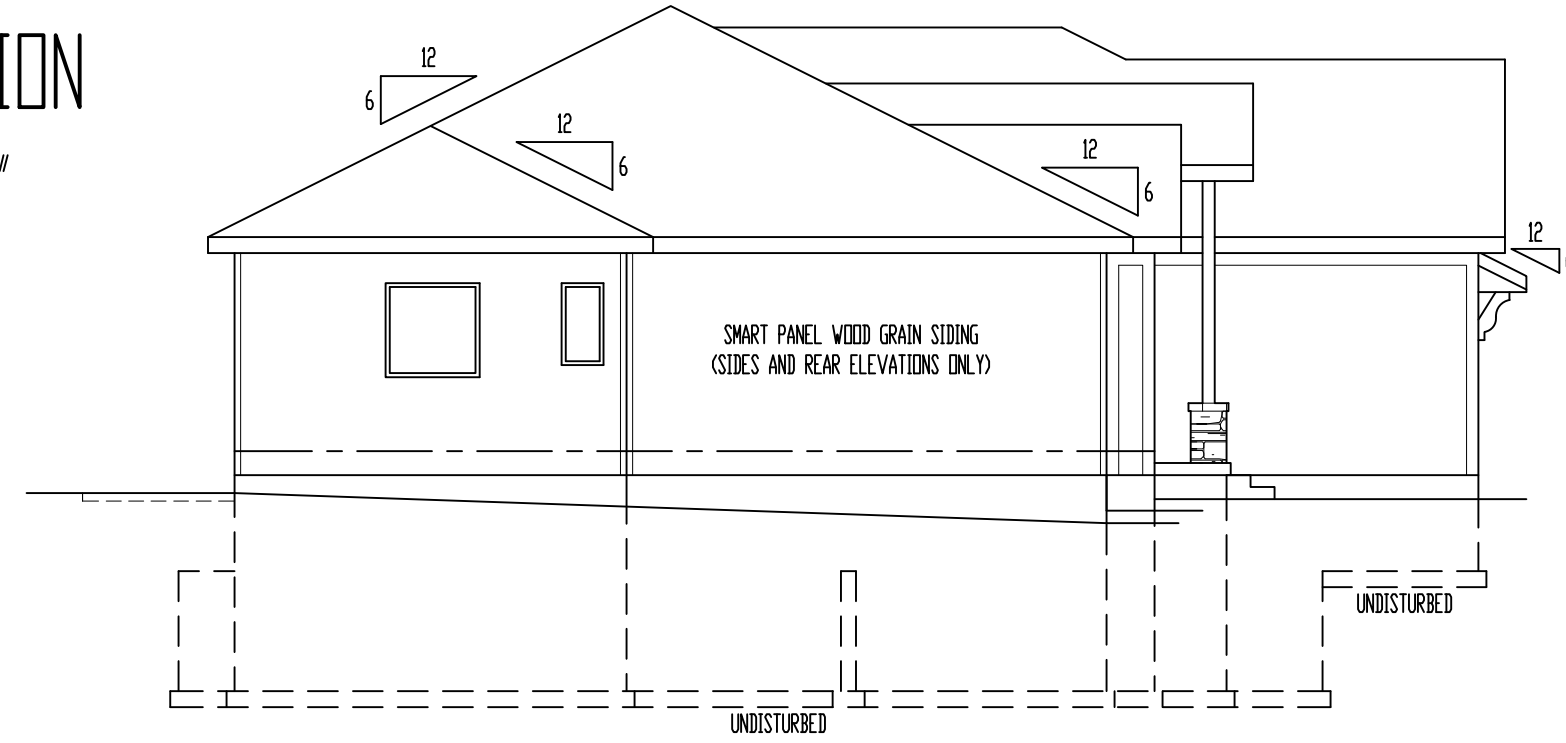 ION
12
6
12
6
12
6
12
SMART PANEL WOOD GRAIN SIDING
(SIDES AND REAR ELEVATIONS ONLY)
UNDISTURBED
UNDISTURBED